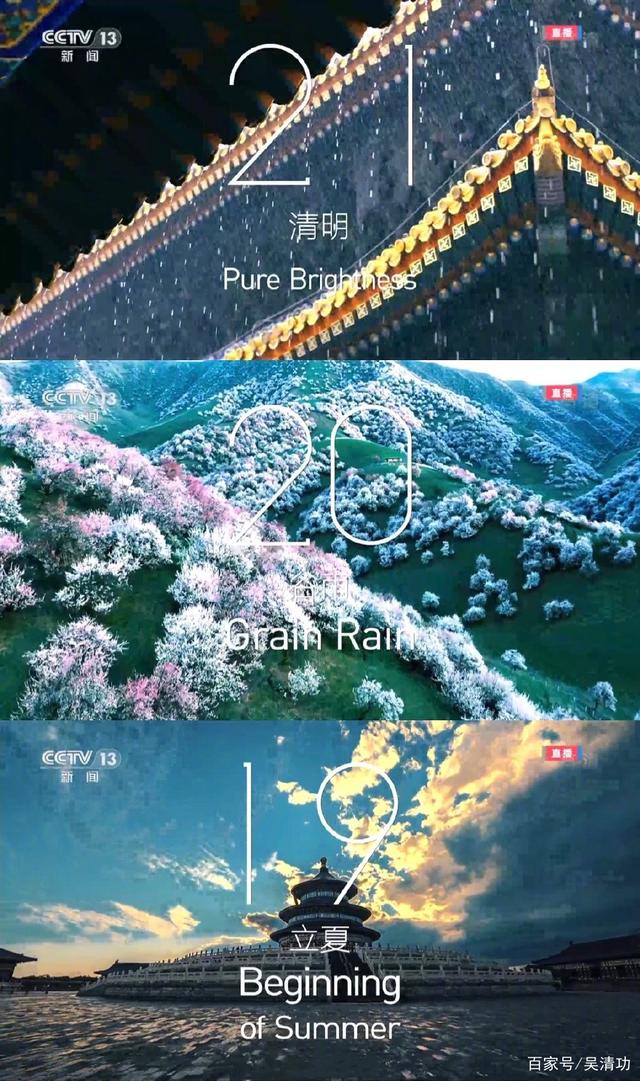 CCTV 13
新闻
直播
21
清明
Pure Brightness
CCTV 13
新闻
直播
20
谷雨
Grain Rain
CCTV 13
新闻
直播
19
立夏
Beginning
of Summer
百家号/吴清功